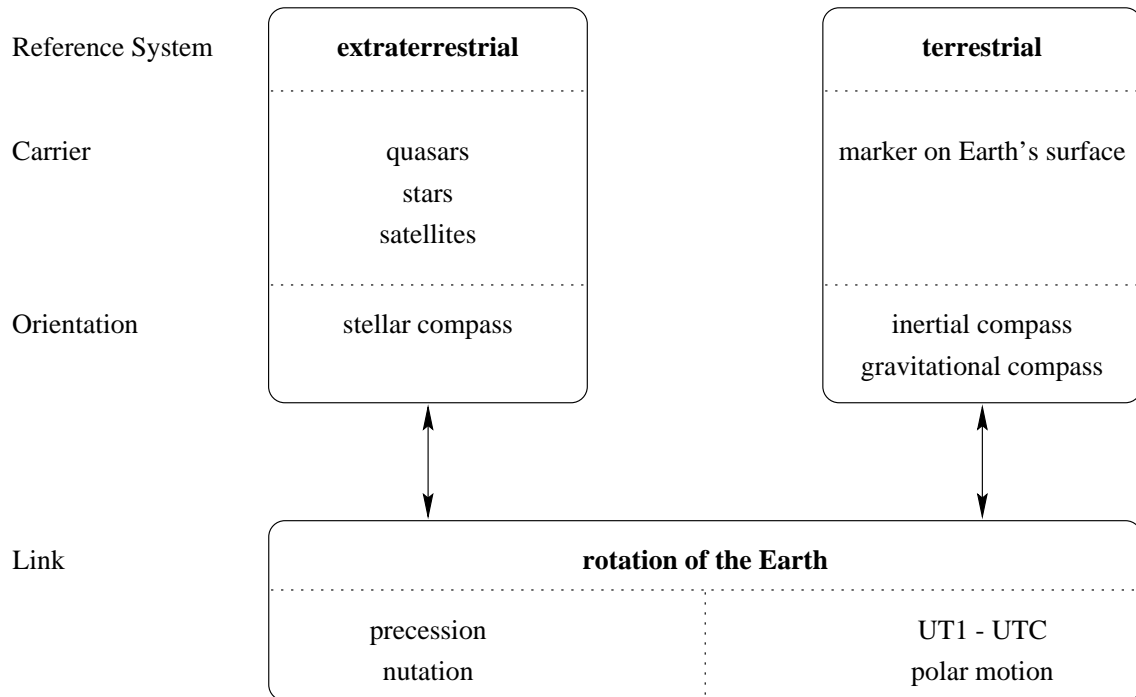 Reference System extraterrestrial terrestrial
Carrier quasars marker on Earth’s surface
stars
satellites
Orientation stellar compass inertial compass
gravitational compass
Link rotation of the Earth
precession UT1 - UTC
nutation polar motion